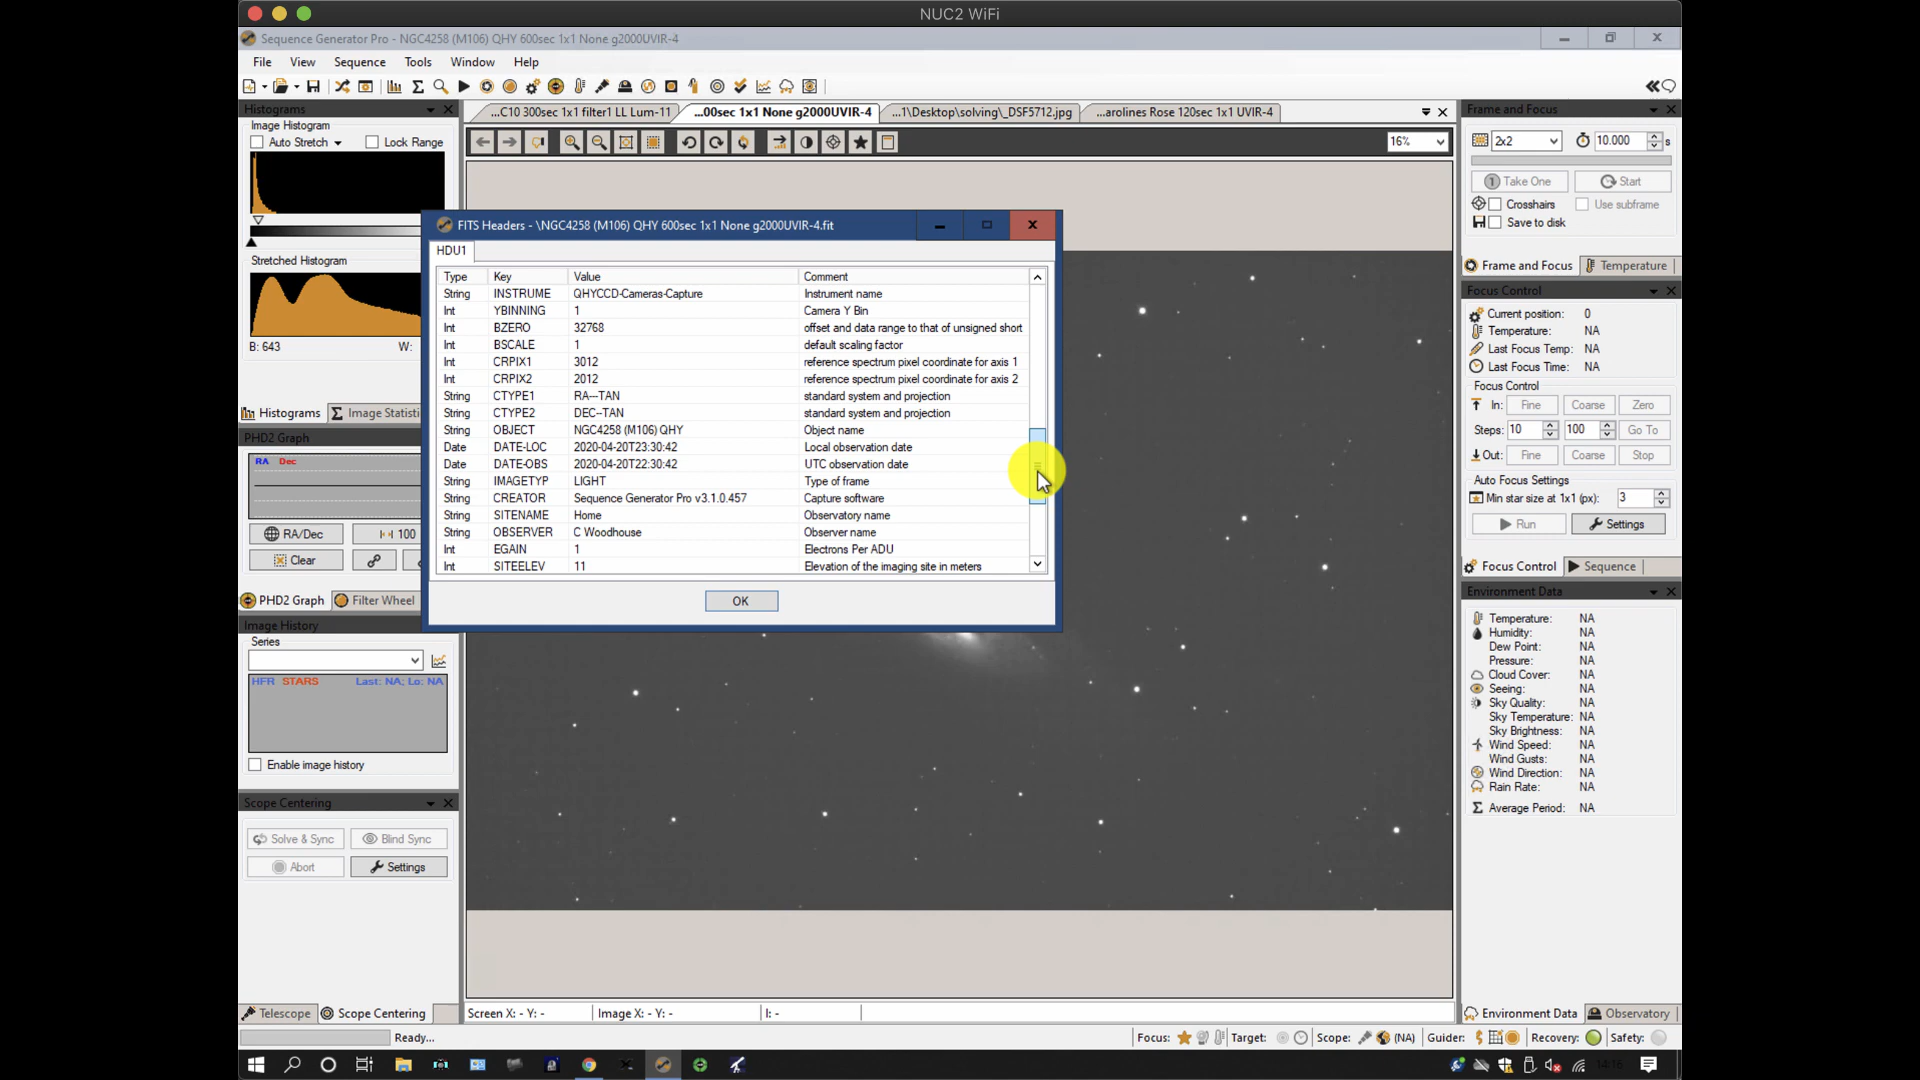 NUC2 WiFi
Sequence Generator Pro - NGC4258 (M106) QHY 600sec 1x1 None g2000UVIR-4
File View Sequence Tools Window Help
Histograms
Image Histogram
Auto Stretch Lock Range
Stretched Histogram
B: 643 W:
Histograms Image Statisti
PHD2 Graph
RA Dec
RA/Dec 100
Clear
PHD2 Graph Filter Wheel
Image History
Series
HFR STARS Last: NA; Lo: NA
Enable image history
Scope Centering
Solve & Sync Blind Sync
Abort Settings
Telescope Scope Centering
...C10 300sec 1x1 filter1 LL Lum-11 ...00sec 1x1 None g2000UVIR-4 ...1\Desktop\solving\_DSF5712.jpg ...arolines Rose 120sec 1x1 UVIR-4
16%
FITS Headers - \NGC4258 (M106) QHY 600sec 1x1 None g2000UVIR-4.fit
HDU1
Type Key Value Comment
String INSTRUME QHYCCD-Cameras-Capture Instrument name
Int YBINNING 1 Camera Y Bin
Int BZERO 32768 offset and data range to that of unsigned short
Int BSCALE 1 default scaling factor
Int CRPIX1 3012 reference spectrum pixel coordinate for axis 1
Int CRPIX2 2012 reference spectrum pixel coordinate for axis 2
String CTYPE1 RA---TAN standard system and projection
String CTYPE2 DEC--TAN standard system and projection
String OBJECT NGC4258 (M106) QHY Object name
Date DATE-LOC 2020-04-20T23:30:42 Local observation date
Date DATE-OBS 2020-04-20T22:30:42 UTC observation date
String IMAGETYP LIGHT Type of frame
String CREATOR Sequence Generator Pro v3.1.0.457 Capture software
String SITENAME Home Observatory name
String OBSERVER C Woodhouse Observer name
Int EGAIN 1 Electrons Per ADU
Int SITEELEV 11 Elevation of the imaging site in meters
OK
Screen X: - Y: - Image X: - Y: - I: -
Frame and Focus
2x2 10.000 s
Take One Start
Crosshairs Use subframe
Save to disk
Frame and Focus Temperature
Focus Control
Current position: 0
Temperature: NA
Last Focus Temp: NA
Last Focus Time: NA
Focus Control
In: Fine Coarse Zero
Steps: 10 100 Go To
Out: Fine Coarse Stop
Auto Focus Settings
Min star size at 1x1 (px): 3
Run Settings
Focus Control Sequence
Environment Data
Temperature: NA
Humidity: NA
Dew Point: NA
Pressure: NA
Cloud Cover: NA
Seeing: NA
Sky Quality: NA
Sky Temperature: NA
Sky Brightness: NA
Wind Speed: NA
Wind Gusts: NA
Wind Direction: NA
Rain Rate: NA
Average Period: NA
Environment Data Observatory
Ready... Focus: Target: Scope: (NA) Guider: Recovery: Safety: